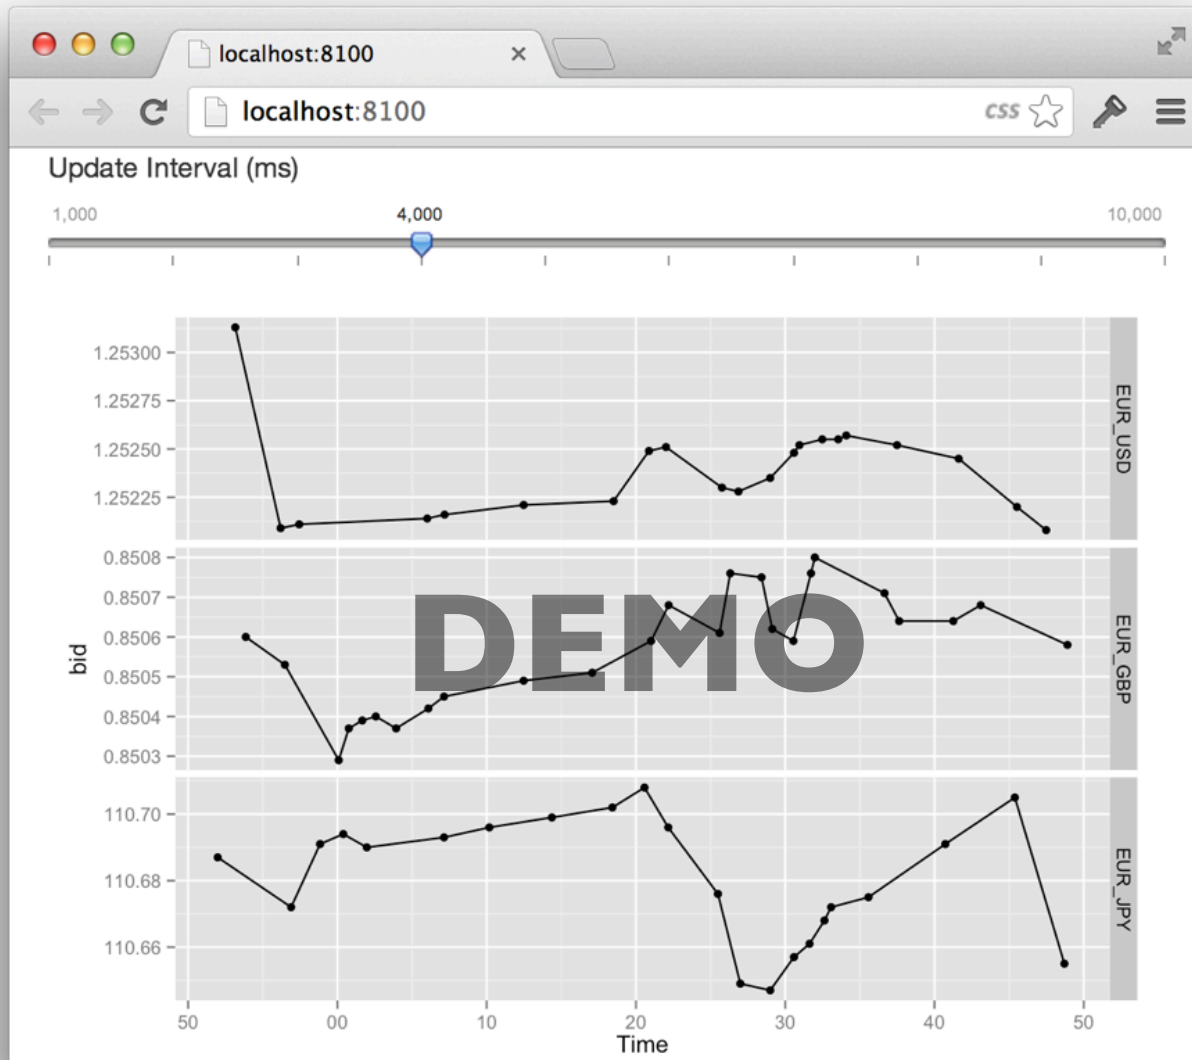 localhost:8100
localhost:8100 css
Update Interval (ms)
1,000 4,000 10,000
1.25300
1.25275
1.25250
1.25225
EUR_USD
0.8508
0.8507
0.8506
0.8505
0.8504
0.8503
EUR_GBP
bid
DEMO
110.70
110.68
110.66
EUR_JPY
50 00 10 20 30 40 50
Time